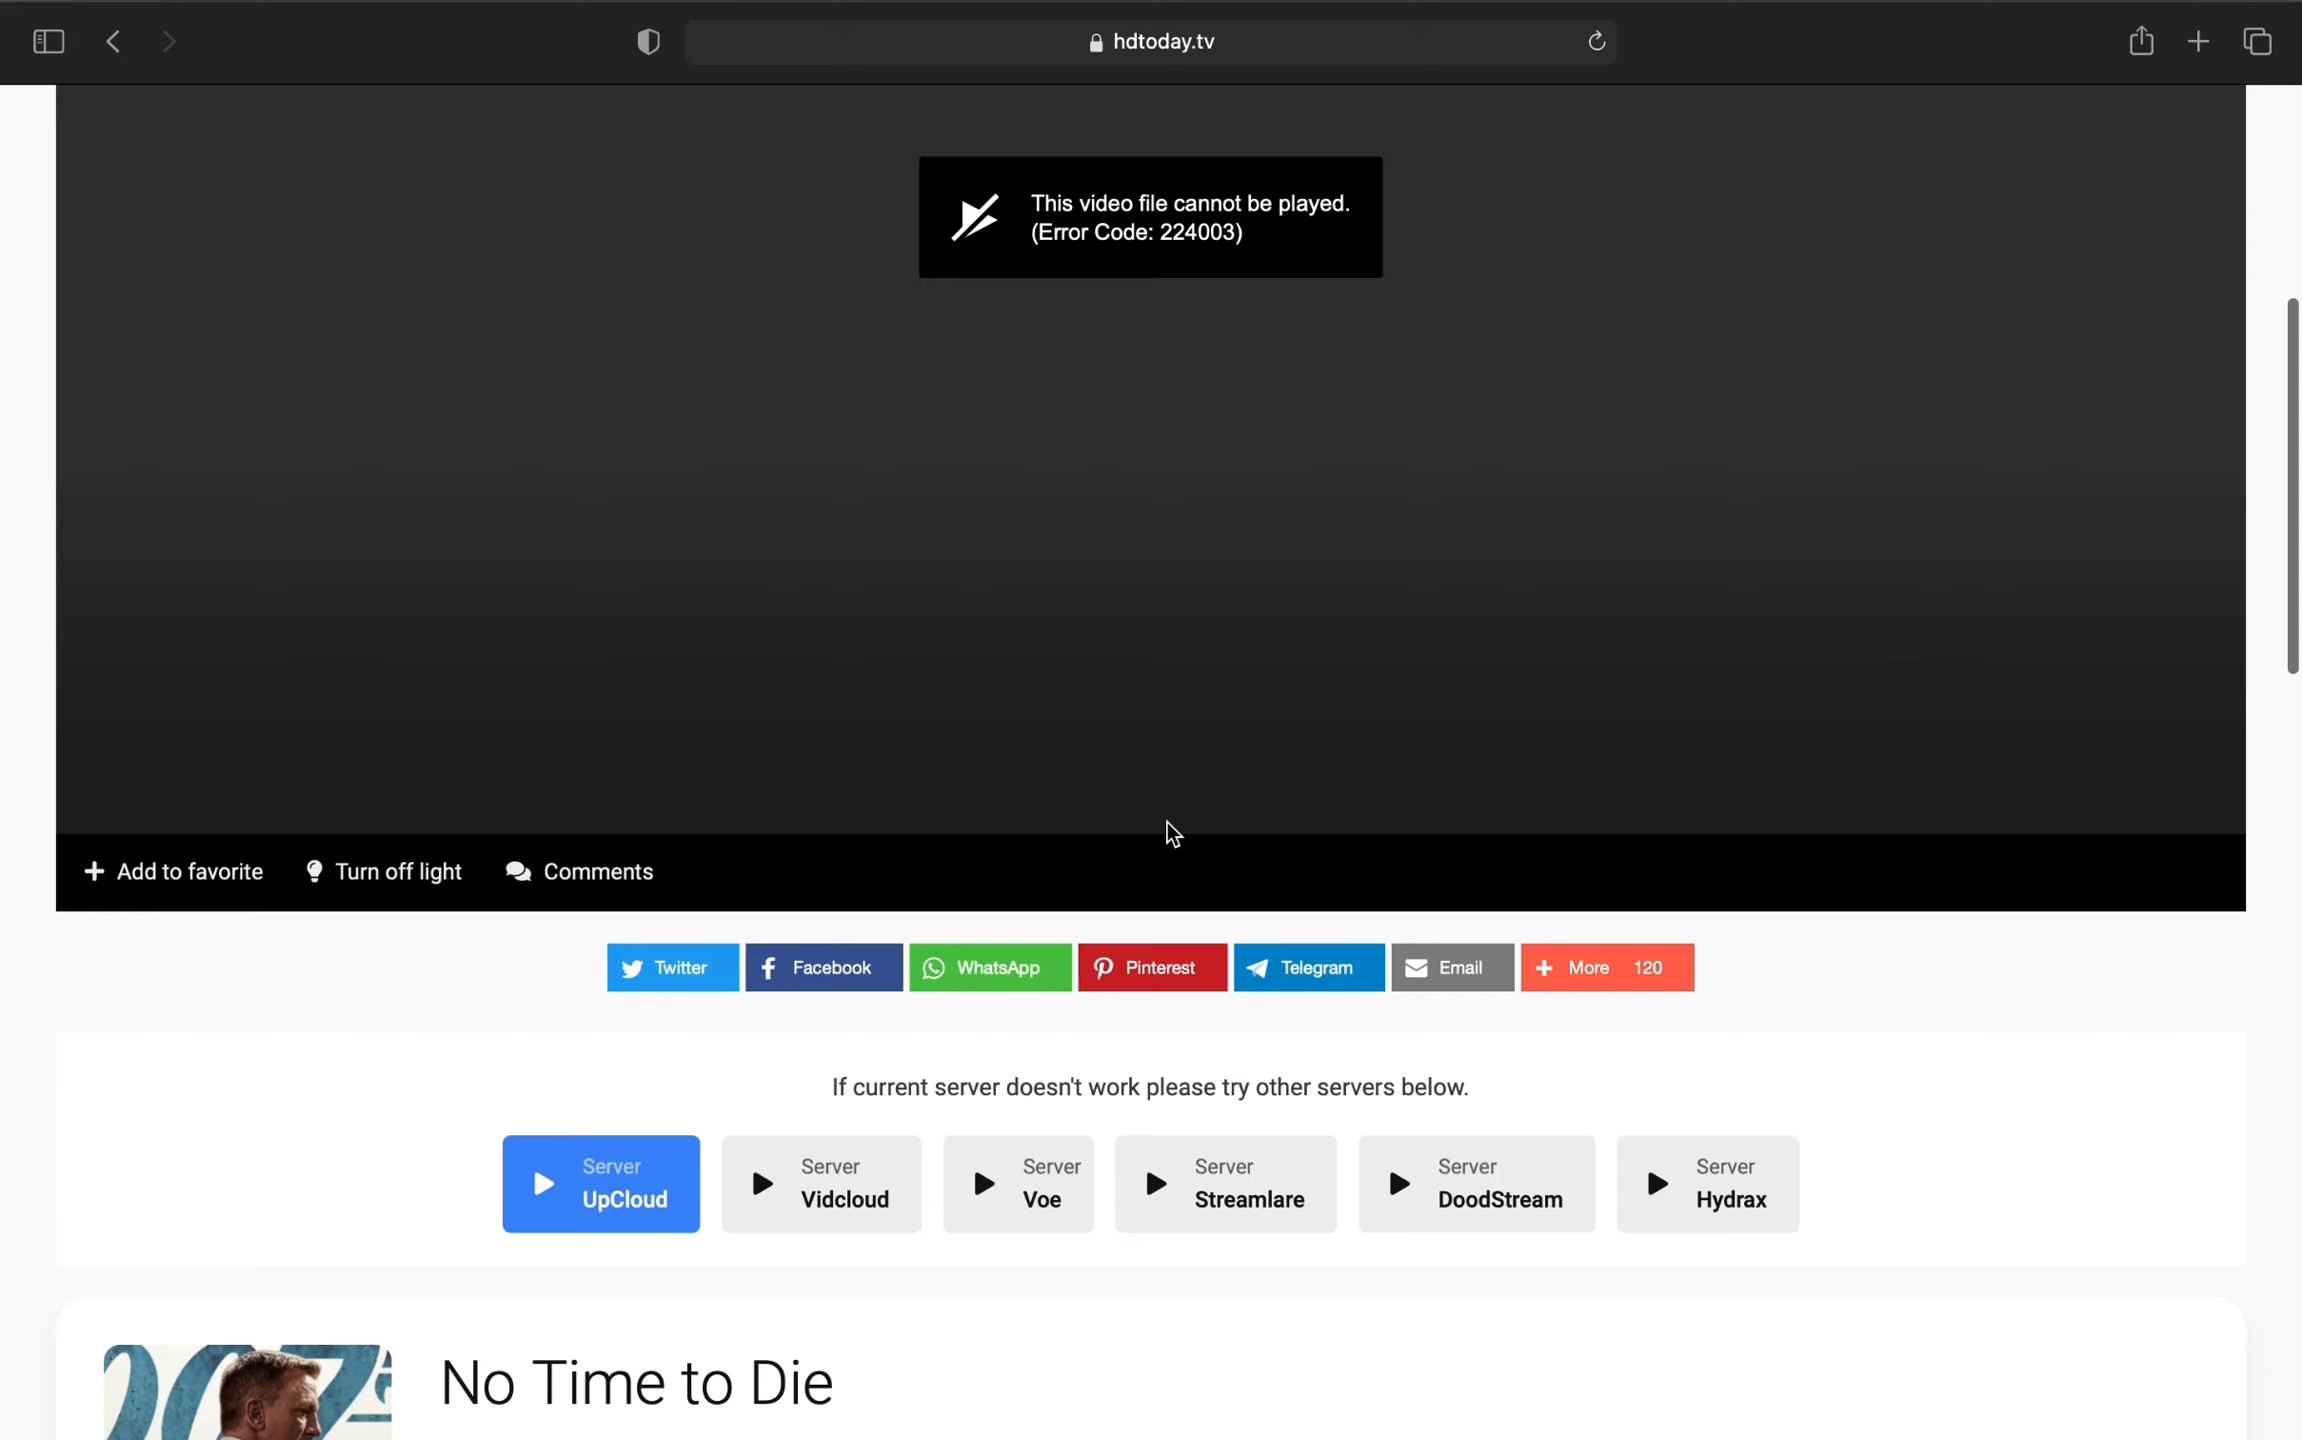 hdtoday.tv
This video file cannot be played.
(Error Code: 224003)
Add to favorite Turn off light Comments
Twitter Facebook WhatsApp Pinterest Telegram Email More 120
If current server doesn't work please try other servers below.
Server Server Server Server Server Server
UpCloud Vidcloud Voe Streamlare DoodStream Hydrax
007
No Time to Die